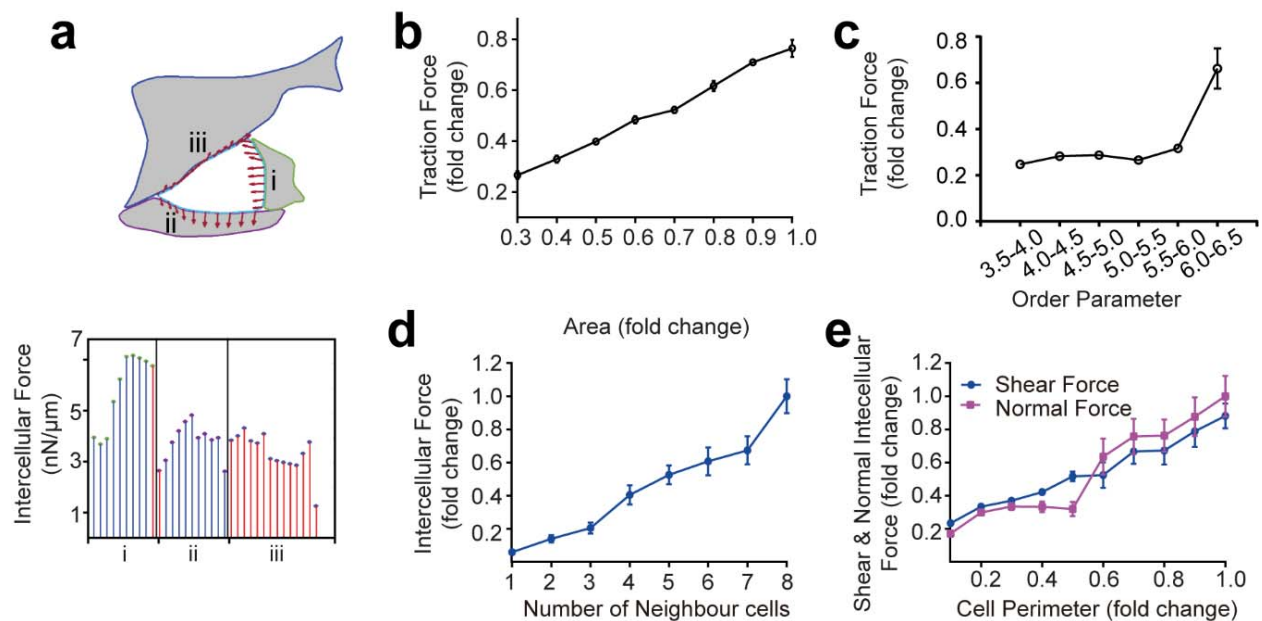 a
iii
i
ii
7
5
3
1
Intercellular Force
(nN/μm)
i ii iii
b
0.8
0.6
0.4
0.2
Traction Force
(fold change)
0.3 0.4 0.5 0.6 0.7 0.8 0.9 1.0
Area (fold change)
c
0.8
0.6
0.4
0.2
0.0
Traction Force
(fold change)
3.5-4.0 4.0-4.5 4.5-5.0 5.0-5.5 5.5-6.0 6.0-6.5
Order Parameter
d
1.2
1.0
0.8
0.6
0.4
0.2
Intercellular Force
(fold change)
1 2 3 4 5 6 7 8
Number of Neighbour cells
e
Shear & Normal Intecellular
Force (fold change)
1.2
1.0
0.8
0.6
0.4
0.2
Shear Force
Normal Force
0.2 0.4 0.6 0.8 1.0
Cell Perimeter (fold change)